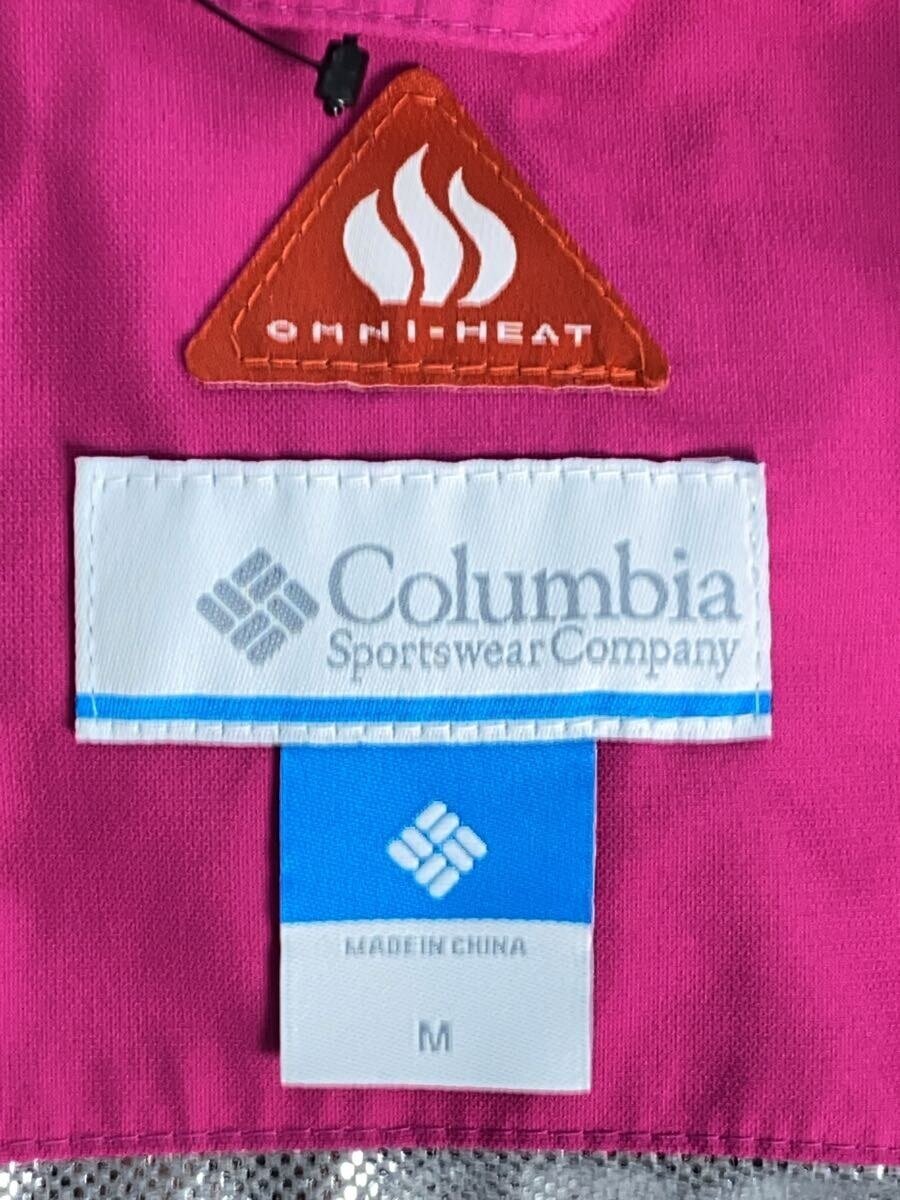 OMNI-HEAT
Columbia
Sportswear Company
MADE IN CHINA
M